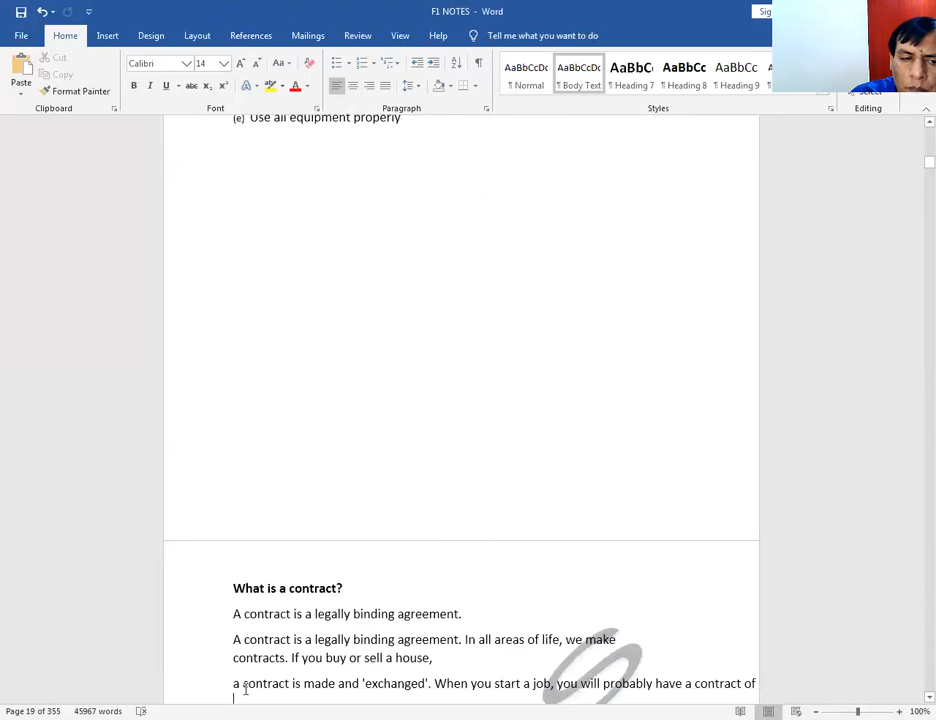 F1 NOTES - Word
Sig
File Home Insert Design Layout References Mailings Review View Help Tell me what you want to do
Paste Cut Copy Format Painter
Calibri 14 Aa
B I U abc x, x² A A
AaBbCcDc AaBbCcDc AaBbC AaBbCc AaBbCc
¶ Normal ¶ Body Text ¶ Heading 7 ¶ Heading 8 ¶ Heading 9
Clipboard Font Paragraph Styles Editing
(e) Use all equipment properly
What is a contract?
A contract is a legally binding agreement.
A contract is a legally binding agreement. In all areas of life, we make
contracts. If you buy or sell a house,
a contract is made and 'exchanged'. When you start a job, you will probably have a contract of
Page 19 of 355 45967 words 100%